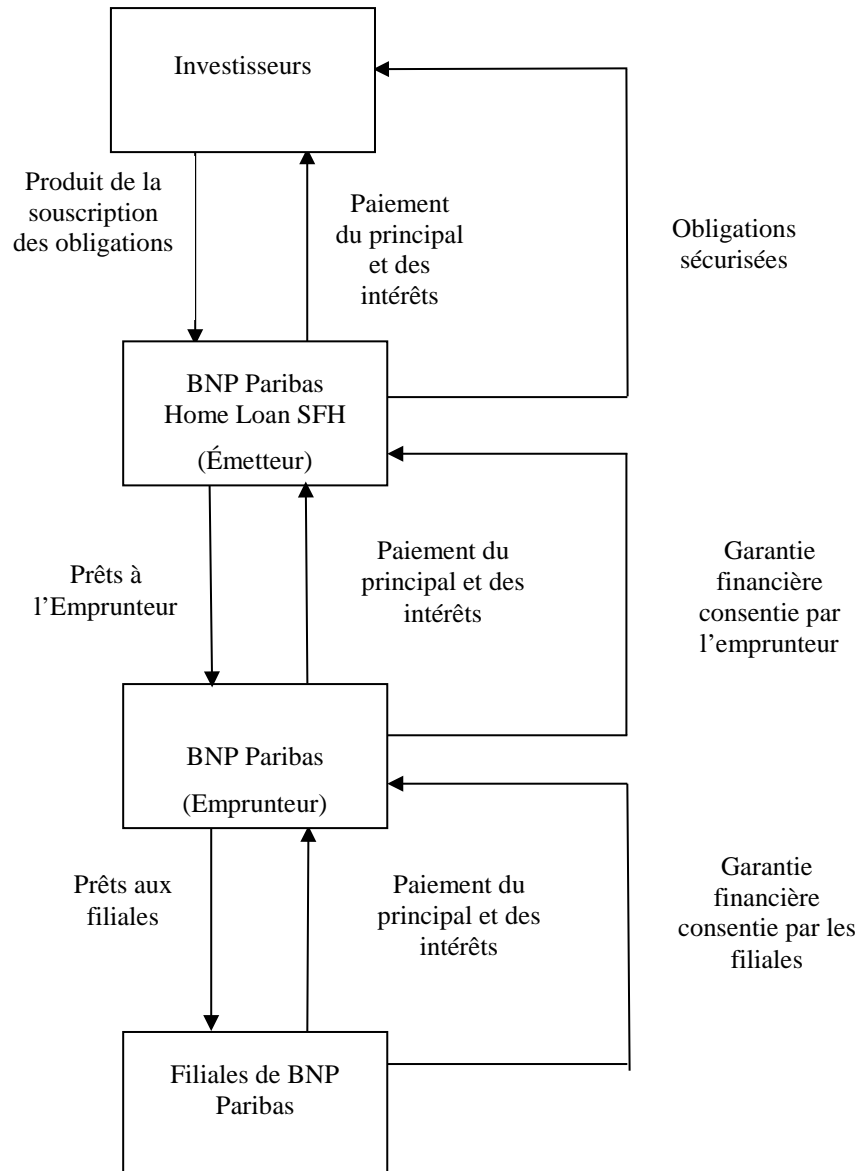 Investisseurs
Produit de la
souscription
des obligations
Paiement
du principal
et des
intérêts
Obligations
sécurisées
BNP Paribas
Home Loan SFH
(Émetteur)
Prêts à
l’Emprunteur
Paiement du
principal et des
intérêts
Garantie
financière
consentie par
l’emprunteur
BNP Paribas
(Emprunteur)
Prêts aux
filiales
Paiement du
principal et des
intérêts
Garantie
financière
consentie par les
filiales
Filiales de BNP
Paribas